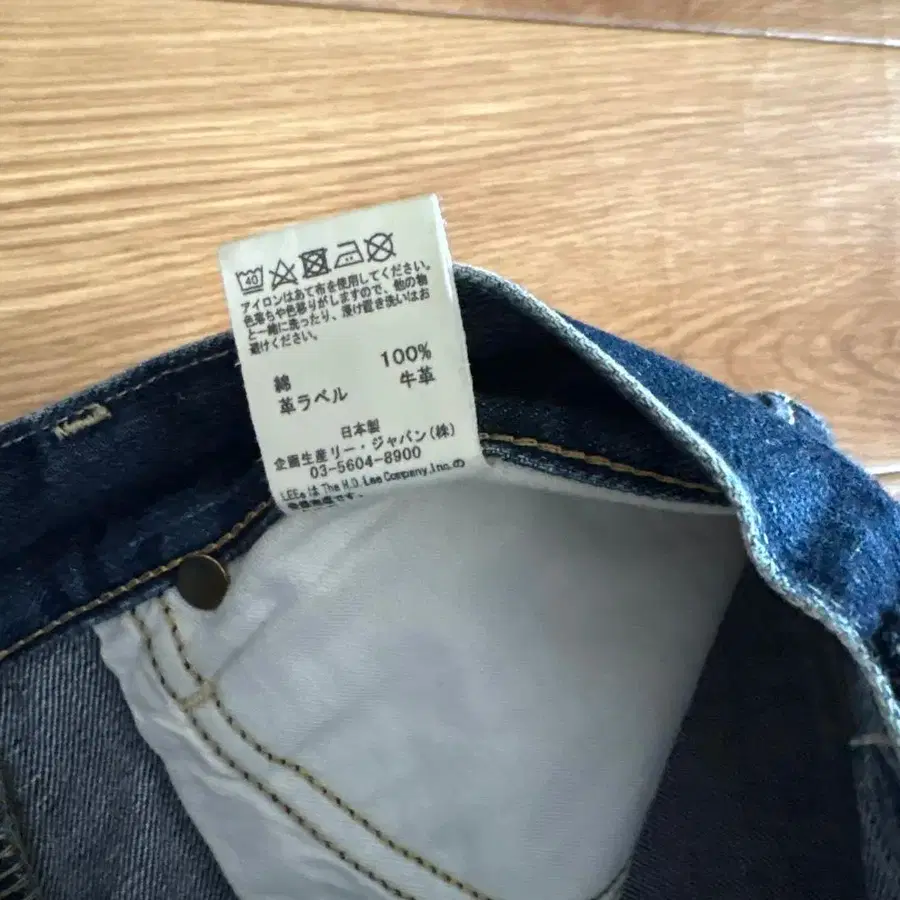 40
アイロンはあて布を使用してください。
色落ちや色移りがしますので、他の物
と一緒に洗ったり、浸け置き洗いはお
避けください。
綿 100%
革ラベル 牛革
日本製
企画生産リー・ジャパン(株)
03-5604-8900
LEE®は The H.D. Lee Company, Inc.の
です。